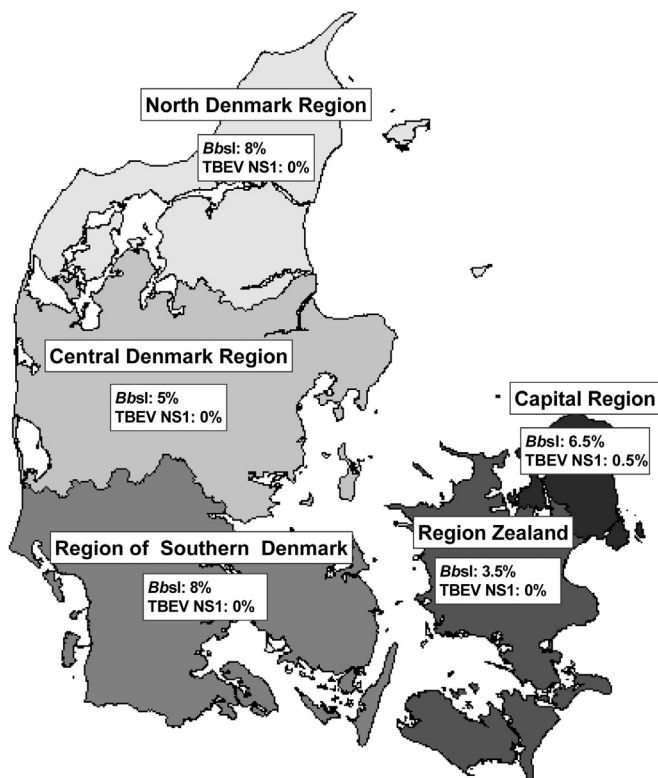 North Denmark Region
Bbsl: 8%
TBEV NS1: 0%
Central Denmark Region
Bbsl: 5%
TBEV NS1: 0%
Capital Region
Bbsl: 6.5%
TBEV NS1: 0.5%
Region Zealand
Bbsl: 3.5%
TBEV NS1: 0%
Region of Southern Denmark
Bbsl: 8%
TBEV NS1: 0%